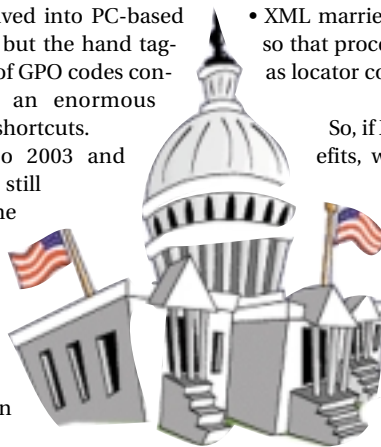 ved into PC-based
but the hand tag-
of GPO codes con-
an enormous
shortcuts.
o 2003 and
still
ne
n
• XML marrie
so that proce
as locator co
So, if
efits, w